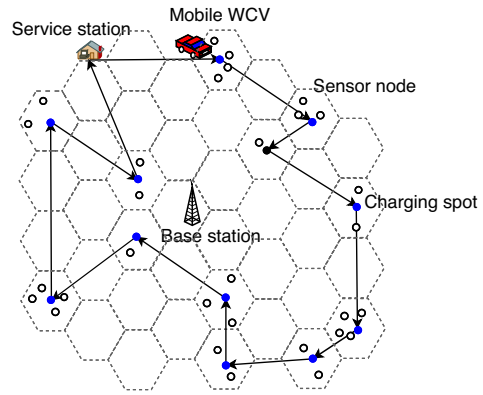 Mobile WCV
Service station
Sensor node
Charging spot
Base station